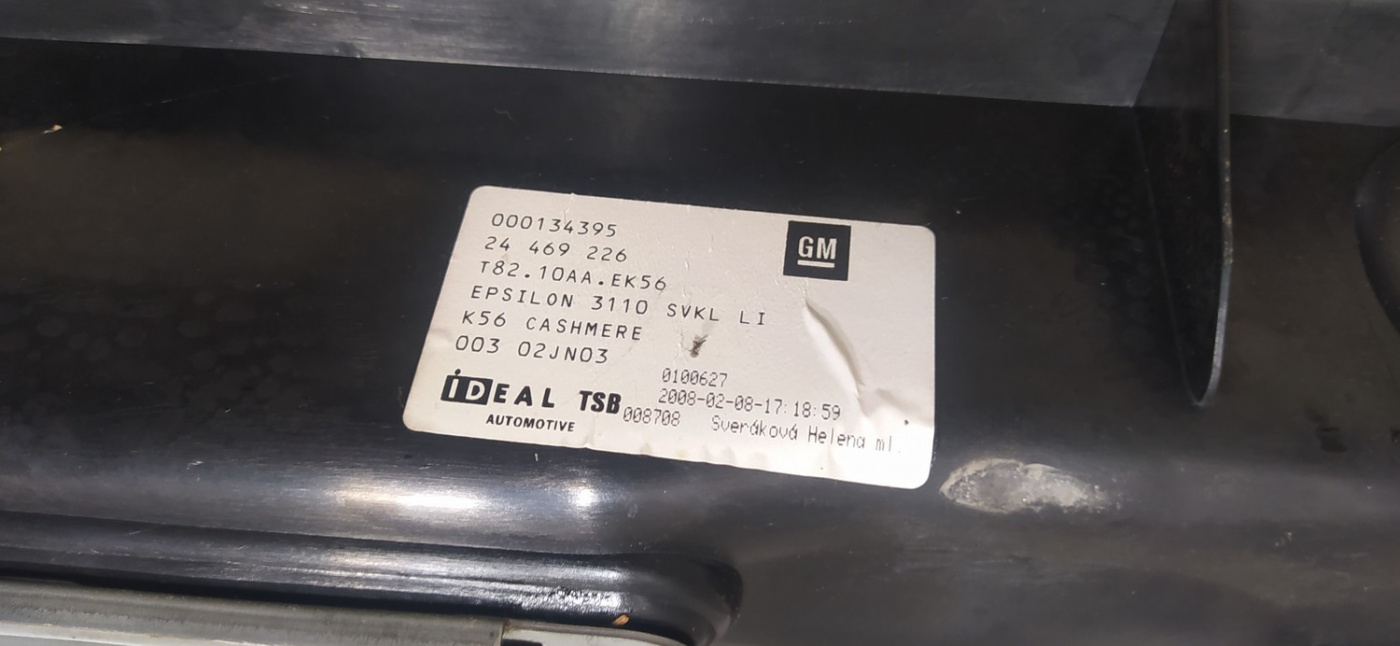 000134395
GM
24 469 226
T82.10AA.EK56
EPSILON 3110 SVKL LI
K56 CASHMERE
003 02JN03
0100627
2008-02-08-17:18:59
IDEAL TSB
008708 Sveráková Helena ml.
AUTOMOTIVE